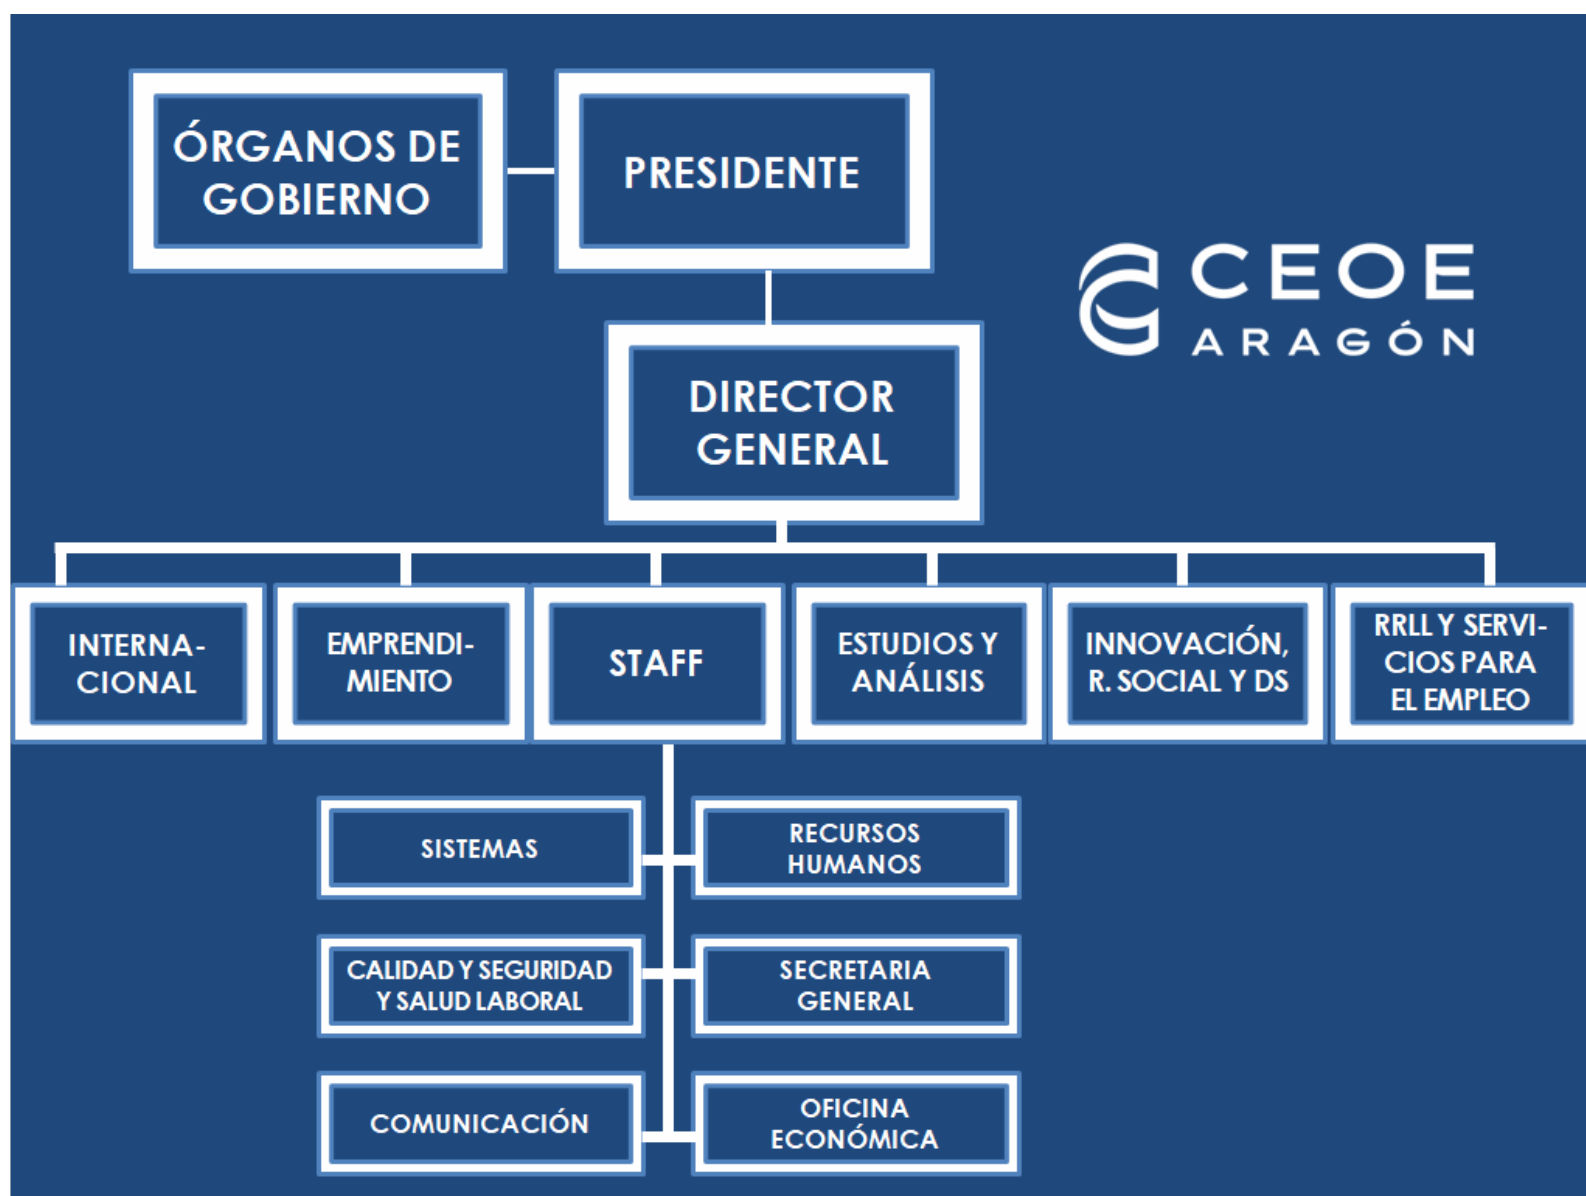 ÓRGANOS DE
GOBIERNO
PRESIDENTE
CEOE
ARAGÓN
DIRECTOR
GENERAL
INTERNA-
CIONAL
EMPRENDI-
MIENTO
STAFF
ESTUDIOS Y
ANÁLISIS
INNOVACIÓN,
R. SOCIAL Y DS
RRLL Y SERVI-
CIOS PARA
EL EMPLEO
SISTEMAS
RECURSOS
HUMANOS
CALIDAD Y SEGURIDAD
Y SALUD LABORAL
SECRETARIA
GENERAL
COMUNICACIÓN
OFICINA
ECONÓMICA